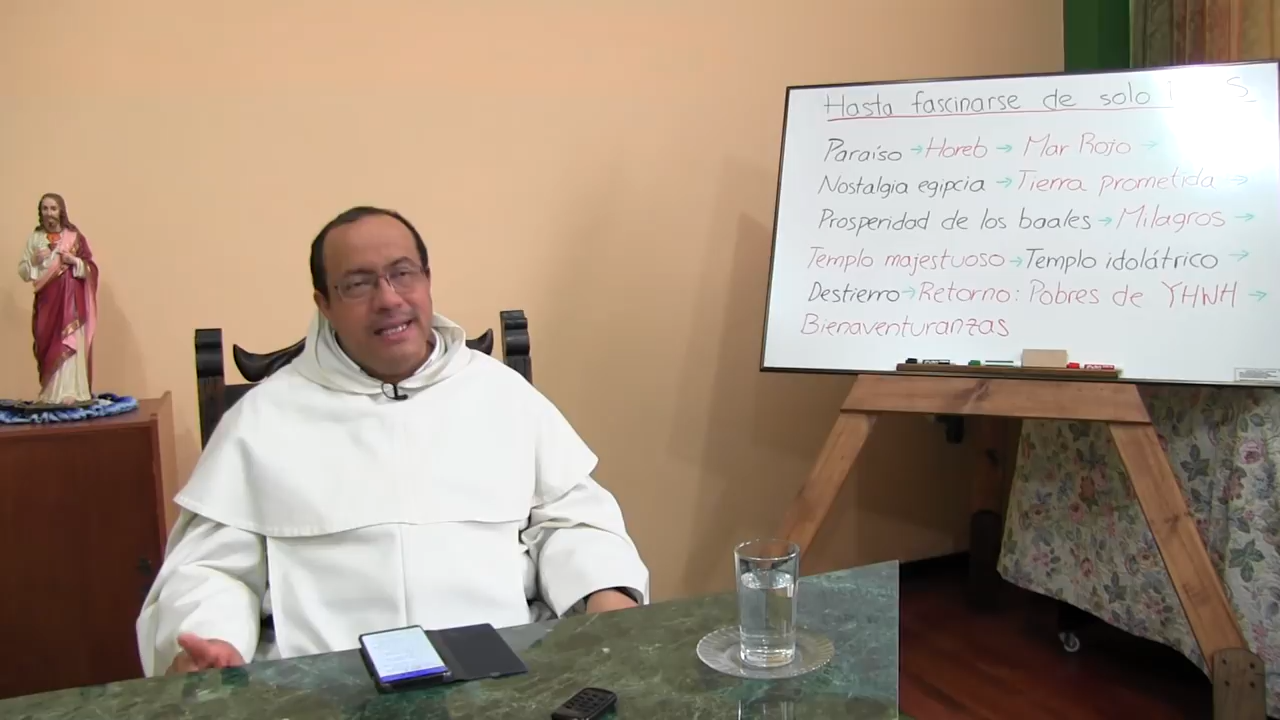 Hasta fascinarse de solo
Paraíso → Horeb → Mar Rojo →
Nostalgia egipcia → Tierra prometida →
Prosperidad de los baales → Milagros →
Templo majestuoso → Templo idolátrico →
Destierro → Retorno: Pobres de YHWH →
Bienaventuranzas